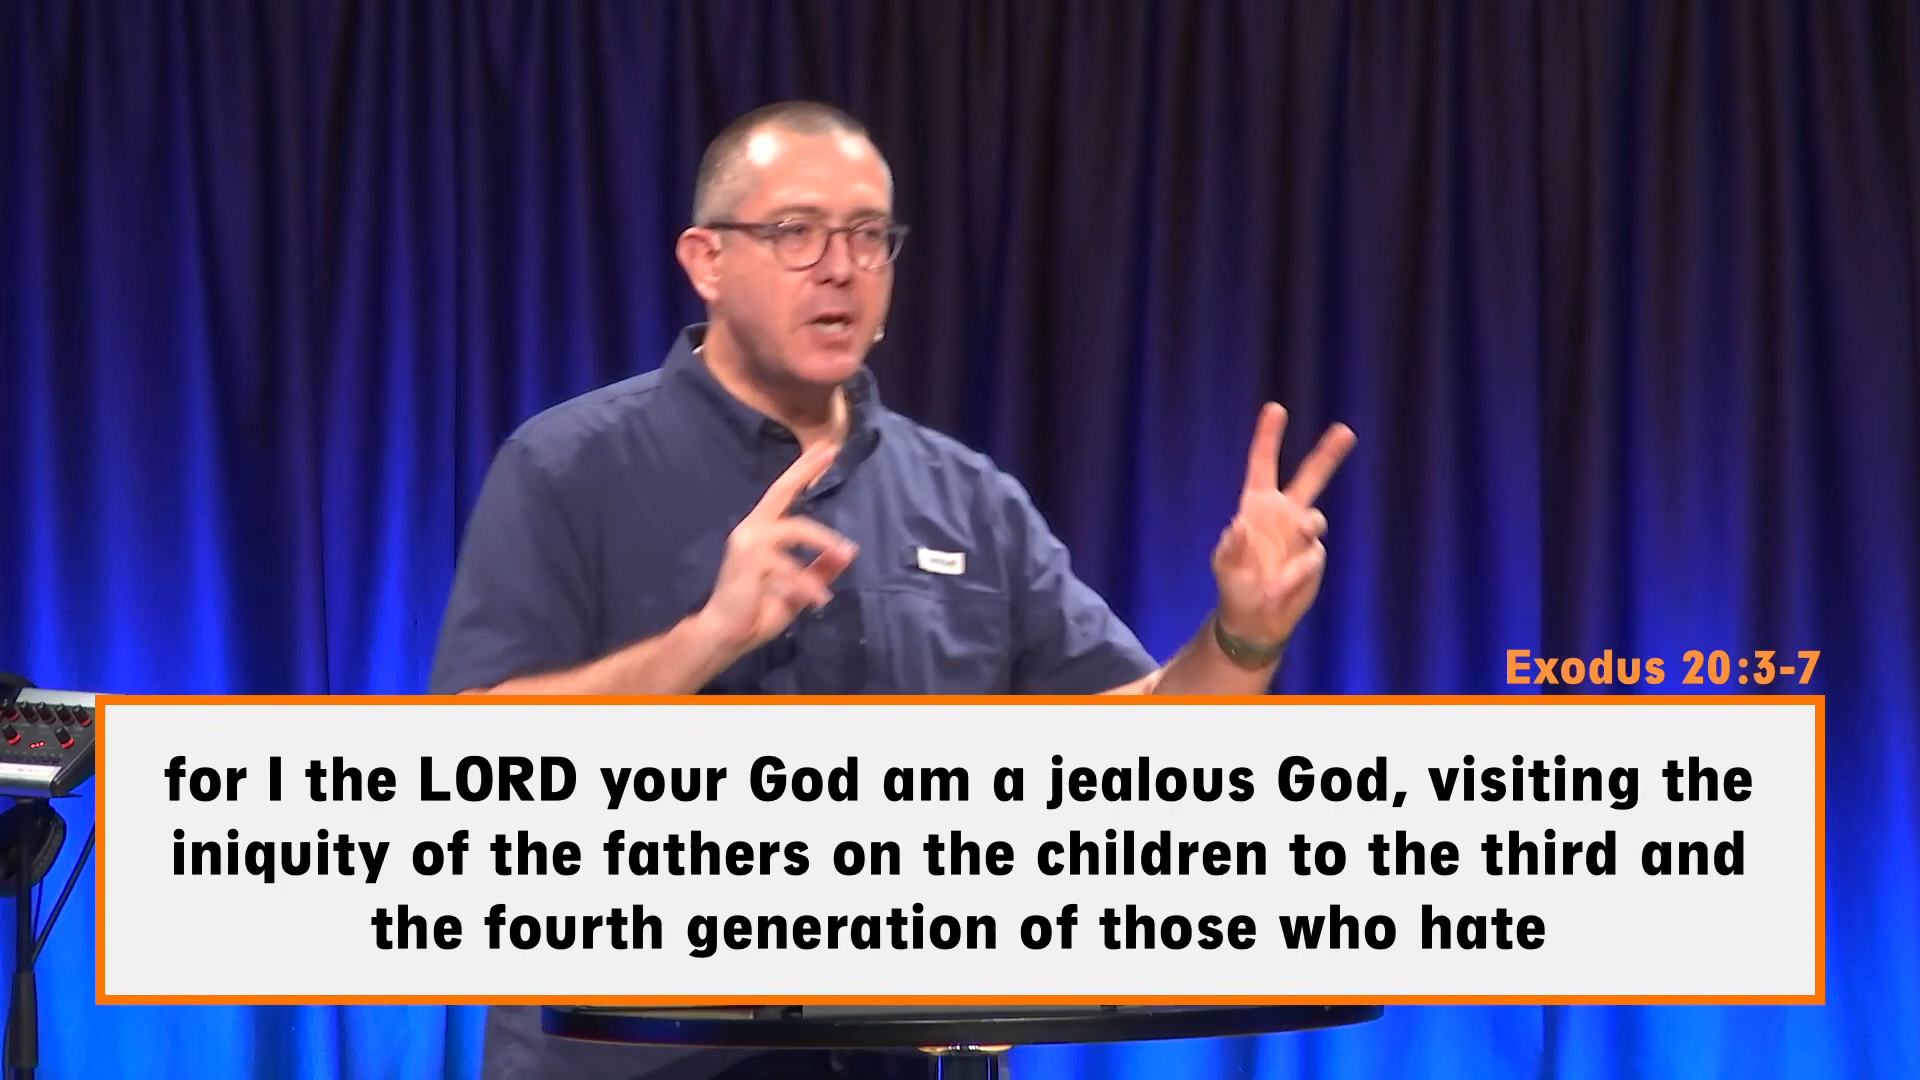 Exodus 20:3-7
for I the LORD your God am a jealous God, visiting the
iniquity of the fathers on the children to the third and
the fourth generation of those who hate